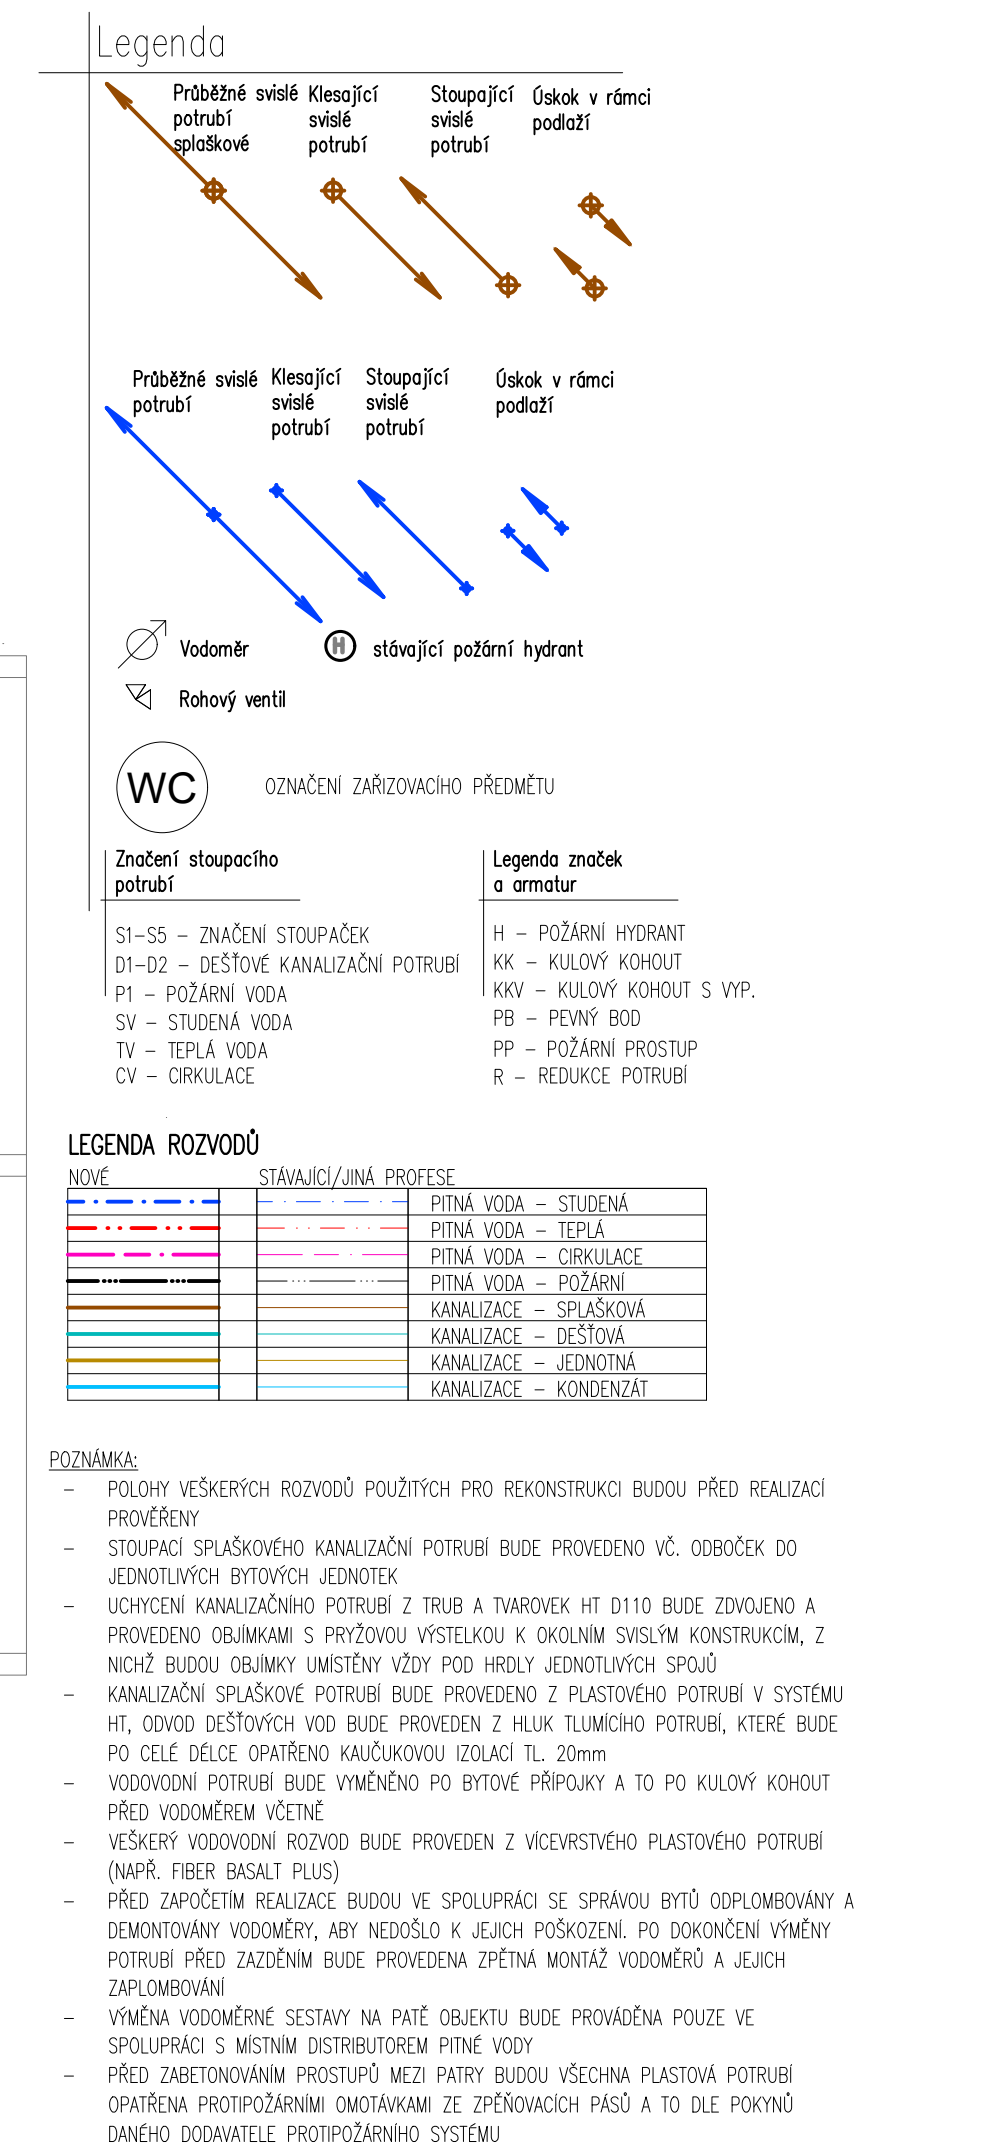 Legenda
Průběžné svislé
potrubí
splaškové
Klesající
svislé
potrubí
Stoupající
svislé
potrubí
Úskok v rámci
podlaží
Průběžné svislé
potrubí
Klesající
svislé
potrubí
Stoupající
svislé
potrubí
Úskok v rámci
podlaží
Vodoměr
H
stávající požární hydrant
Rohový ventil
WC
OZNAČENÍ ZAŘIZOVACÍHO PŘEDMĚTU
Značení stoupacího
potrubí
S1–S5 – ZNAČENÍ STOUPAČEK
D1–D2 – DEŠŤOVÉ KANALIZAČNÍ POTRUBÍ
P1 – POŽÁRNÍ VODA
SV – STUDENÁ VODA
TV – TEPLÁ VODA
CV – CIRKULACE
Legenda značek
a armatur
H – POŽÁRNÍ HYDRANT
KK – KULOVÝ KOHOUT
KKV – KULOVÝ KOHOUT S VYP.
PB – PEVNÝ BOD
PP – POŽÁRNÍ PROSTUP
R – REDUKCE POTRUBÍ
LEGENDA ROZVODŮ
NOVÉ
STÁVAJÍCÍ/JINÁ PROFESE
PITNÁ VODA – STUDENÁ
PITNÁ VODA – TEPLÁ
PITNÁ VODA – CIRKULACE
PITNÁ VODA – POŽÁRNÍ
KANALIZACE – SPLAŠKOVÁ
KANALIZACE – DEŠŤOVÁ
KANALIZACE – JEDNOTNÁ
KANALIZACE – KONDENZÁT
POZNÁMKA:
– POLOHY VEŠKERÝCH ROZVODŮ POUŽITÝCH PRO REKONSTRUKCI BUDOU PŘED REALIZACÍ
PROVĚŘENY
– STOUPACÍ SPLAŠKOVÉHO KANALIZAČNÍ POTRUBÍ BUDE PROVEDENO VČ. ODBOČEK DO
JEDNOTLIVÝCH BYTOVÝCH JEDNOTEK
– UCHYCENÍ KANALIZAČNÍHO POTRUBÍ Z TRUB A TVAROVEK HT D110 BUDE ZDVOJENO A
PROVEDENO OBJÍMKAMI S PRYŽOVOU VÝSTELKOU K OKOLNÍM SVISLÝM KONSTRUKCÍM, Z
NICHŽ BUDOU OBJÍMKY UMÍSTĚNY VŽDY POD HRDLY JEDNOTLIVÝCH SPOJŮ
– KANALIZAČNÍ SPLAŠKOVÉ POTRUBÍ BUDE PROVEDENO Z PLASTOVÉHO POTRUBÍ V SYSTÉMU
HT, ODVOD DEŠŤOVÝCH VOD BUDE PROVEDEN Z HLUK TLUMÍCÍHO POTRUBÍ, KTERÉ BUDE
PO CELÉ DÉLCE OPATŘENO KAUČUKOVOU IZOLACÍ TL. 20mm
– VODOVODNÍ POTRUBÍ BUDE VYMĚNĚNO PO BYTOVÉ PŘÍPOJKY A TO PO KULOVÝ KOHOUT
PŘED VODOMĚREM VČETNĚ
– VEŠKERÝ VODOVODNÍ ROZVOD BUDE PROVEDEN Z VÍCEVRSTVÉHO PLASTOVÉHO POTRUBÍ
(NAPŘ. FIBER BASALT PLUS)
– PŘED ZAPOČETÍM REALIZACE BUDOU VE SPOLUPRÁCI SE SPRÁVOU BYTŮ ODPLOMBOVÁNY A
DEMONTOVÁNY VODOMĚRY, ABY NEDOŠLO K JEJICH POŠKOZENÍ. PO DOKONČENÍ VÝMĚNY
POTRUBÍ PŘED ZAZDĚNÍM BUDE PROVEDENA ZPĚTNÁ MONTÁŽ VODOMĚRŮ A JEJICH
ZAPLOMBOVÁNÍ
– VÝMĚNA VODOMĚRNÉ SESTAVY NA PATĚ OBJEKTU BUDE PROVÁDĚNA POUZE VE
SPOLUPRÁCI S MÍSTNÍM DISTRIBUTOREM PITNÉ VODY
– PŘED ZABETONOVÁNÍM PROSTUPŮ MEZI PATRY BUDOU VŠECHNA PLASTOVÁ POTRUBÍ
OPATŘENA PROTIPOŽÁRNÍMI OMOTÁVKAMI ZE ZPĚŇOVACÍCH PÁSŮ A TO DLE POKYNŮ
DANÉHO DODAVATELE PROTIPOŽÁRNÍHO SYSTÉMU